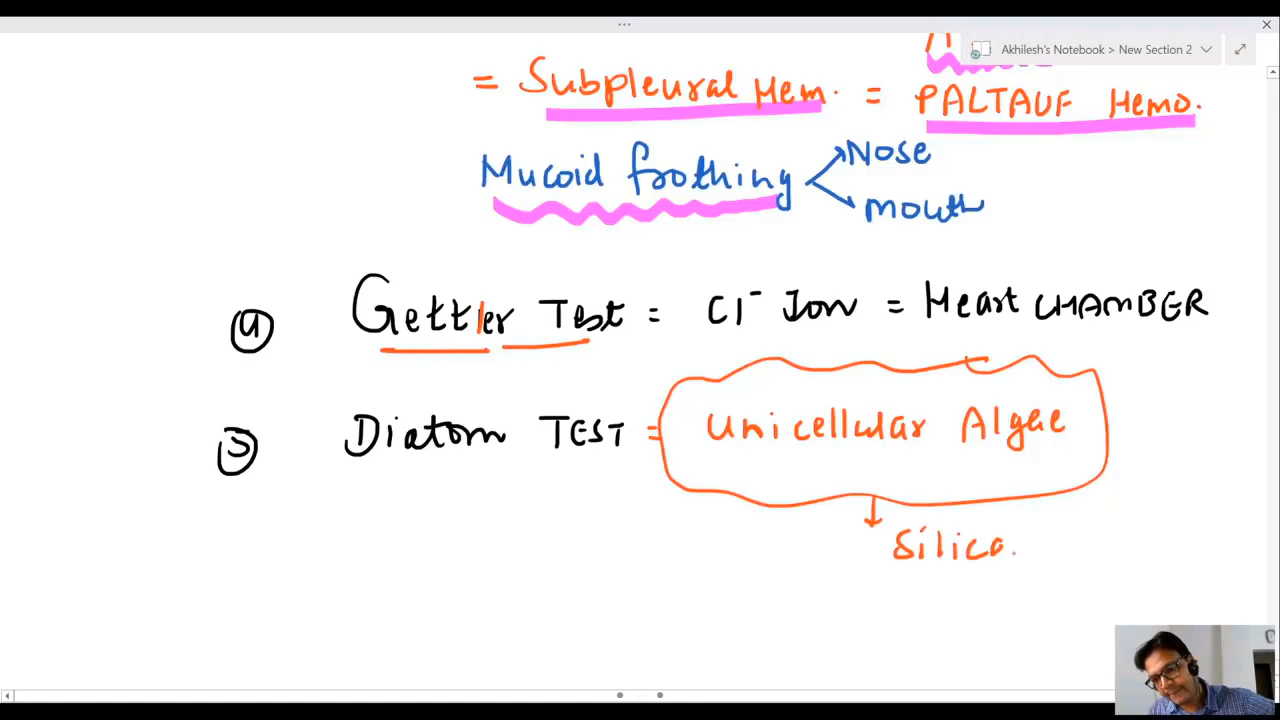 Akhilesh's Notebook > New Section 2
= Subpleural Hem. = PALTAUF Hemo.
Mucoid frothing
Nose
mouth
4 Gettler Test = Cl⁻ Ion = Heart CHAMBER
5 Diatom TEST = Unicellular Algae
Silica